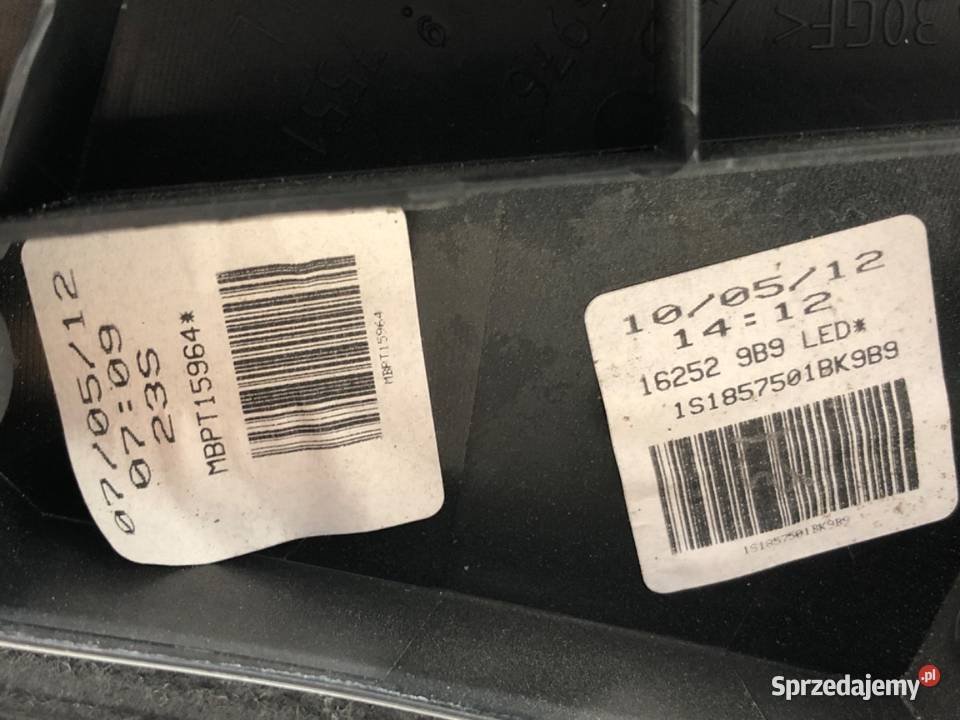 30GF<
07/05/12
07:09
23S
MBPT15964*
MBPT15964
10/05/12
14:12
16252 9B9 LED*
1S1857501BK9B9
1S1857501BK9B9
Sprzedajemy.pl